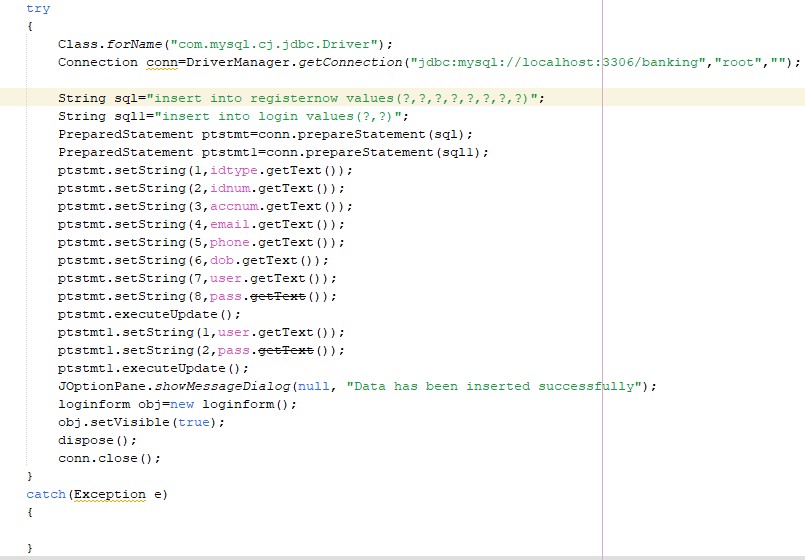 try
{
Class.forName("com.mysql.cj.jdbc.Driver");
Connection conn=DriverManager.getConnection("jdbc:mysql://localhost:3306/banking","root","");
String sql="insert into registernow values(?,?,?,?,?,?,?,?)";
String sql1="insert into login values(?,?)";
PreparedStatement ptstmt=conn.prepareStatement(sql);
PreparedStatement ptstmt1=conn.prepareStatement(sql1);
ptstmt.setString(1,idtype.getText());
ptstmt.setString(2,idnum.getText());
ptstmt.setString(3,accnum.getText());
ptstmt.setString(4,email.getText());
ptstmt.setString(5,phone.getText());
ptstmt.setString(6,dob.getText());
ptstmt.setString(7,user.getText());
ptstmt.setString(8,pass.getText());
ptstmt.executeUpdate();
ptstmt1.setString(1,user.getText());
ptstmt1.setString(2,pass.getText());
ptstmt1.executeUpdate();
JOptionPane.showMessageDialog(null, "Data has been inserted successfully");
loginform obj=new loginform();
obj.setVisible(true);
dispose();
conn.close();
}
catch(Exception e)
{
}